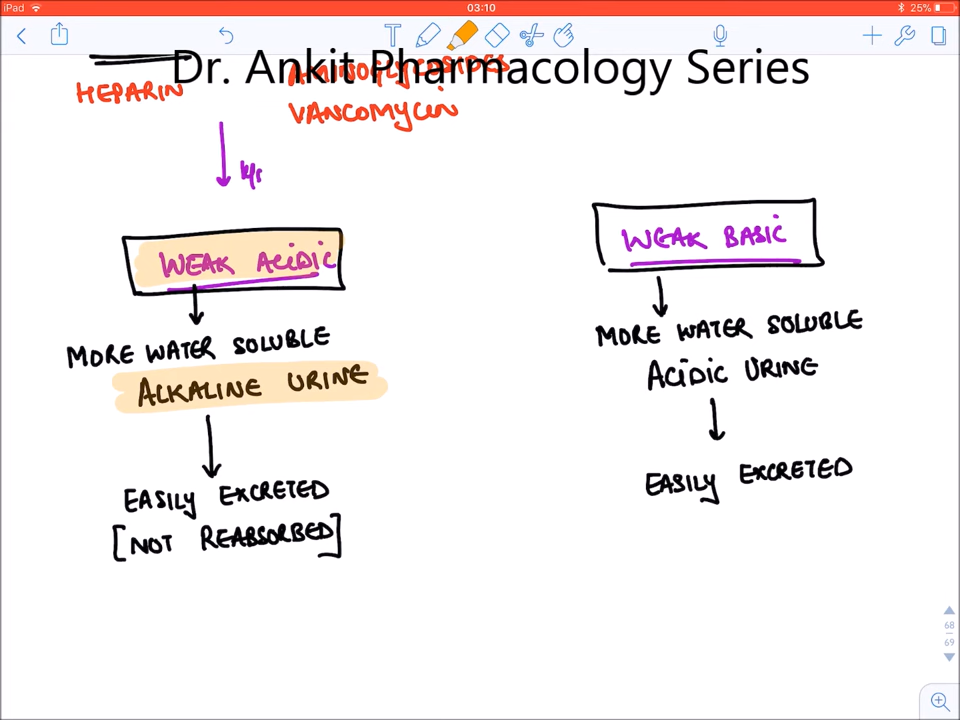 iPad 03:10 25%
Dr. Ankit Pharmacology Series
HEPARIN
AMINOGLYCOSIDES
VANCOMYCIN
WEAK ACIDIC
MORE WATER SOLUBLE
ALKALINE URINE
EASILY EXCRETED
[NOT REABSORBED]
WEAK BASIC
MORE WATER SOLUBLE
ACIDIC URINE
EASILY EXCRETED
68
69